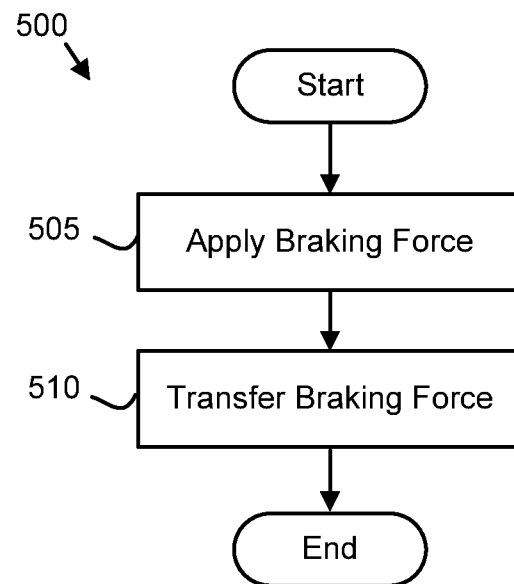 500
Start
505
Apply Braking Force
510
Transfer Braking Force
End